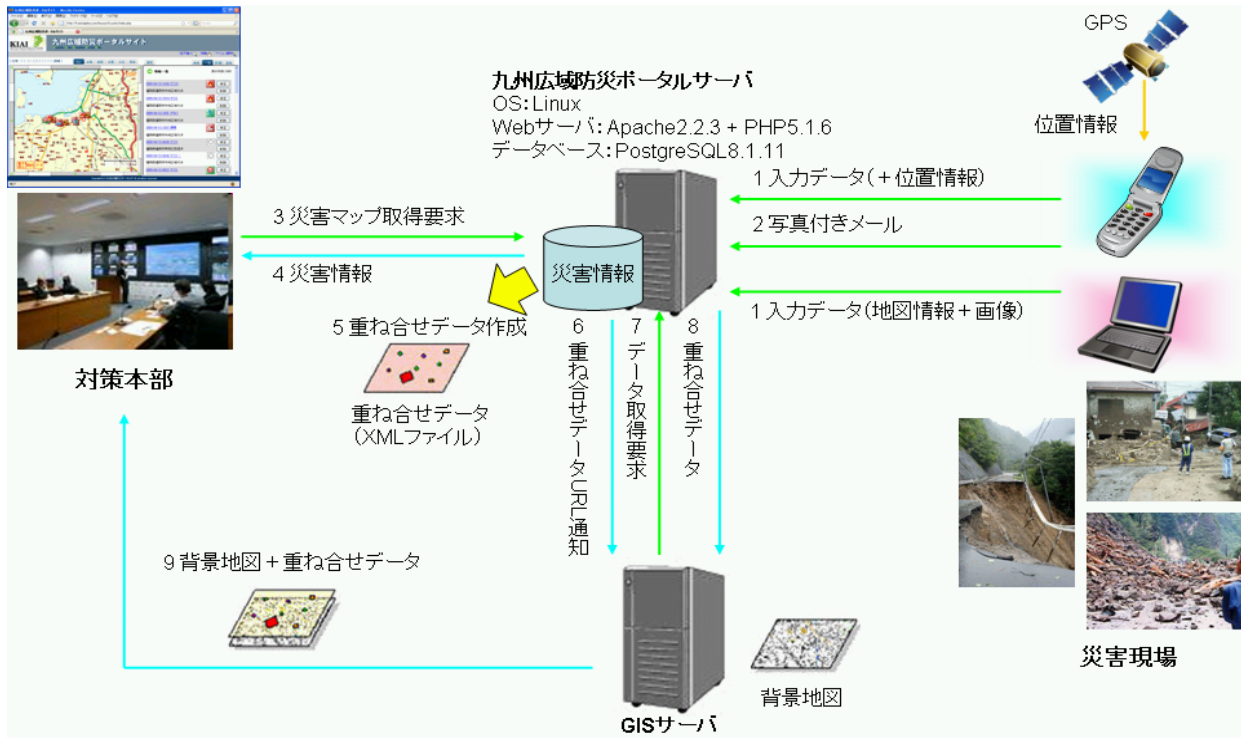 KIAI
九州広域防災ポータルサイト
GPS
位置情報
九州広域防災ポータルサーバ
OS:Linux
Webサーバ:Apache2.2.3 + PHP5.1.6
データベース:PostgreSQL8.1.11
1入力データ(+位置情報)
2写真付きメール
1入力データ(地図情報+画像)
3災害マップ取得要求
4災害情報
災害情報
対策本部
5重ね合せデータ作成
重ね合せデータ
(XMLファイル)
6重ね合せデータURL通知
7データ取得要求
8重ね合せデータ
9背景地図+重ね合せデータ
背景地図
GISサーバ
災害現場